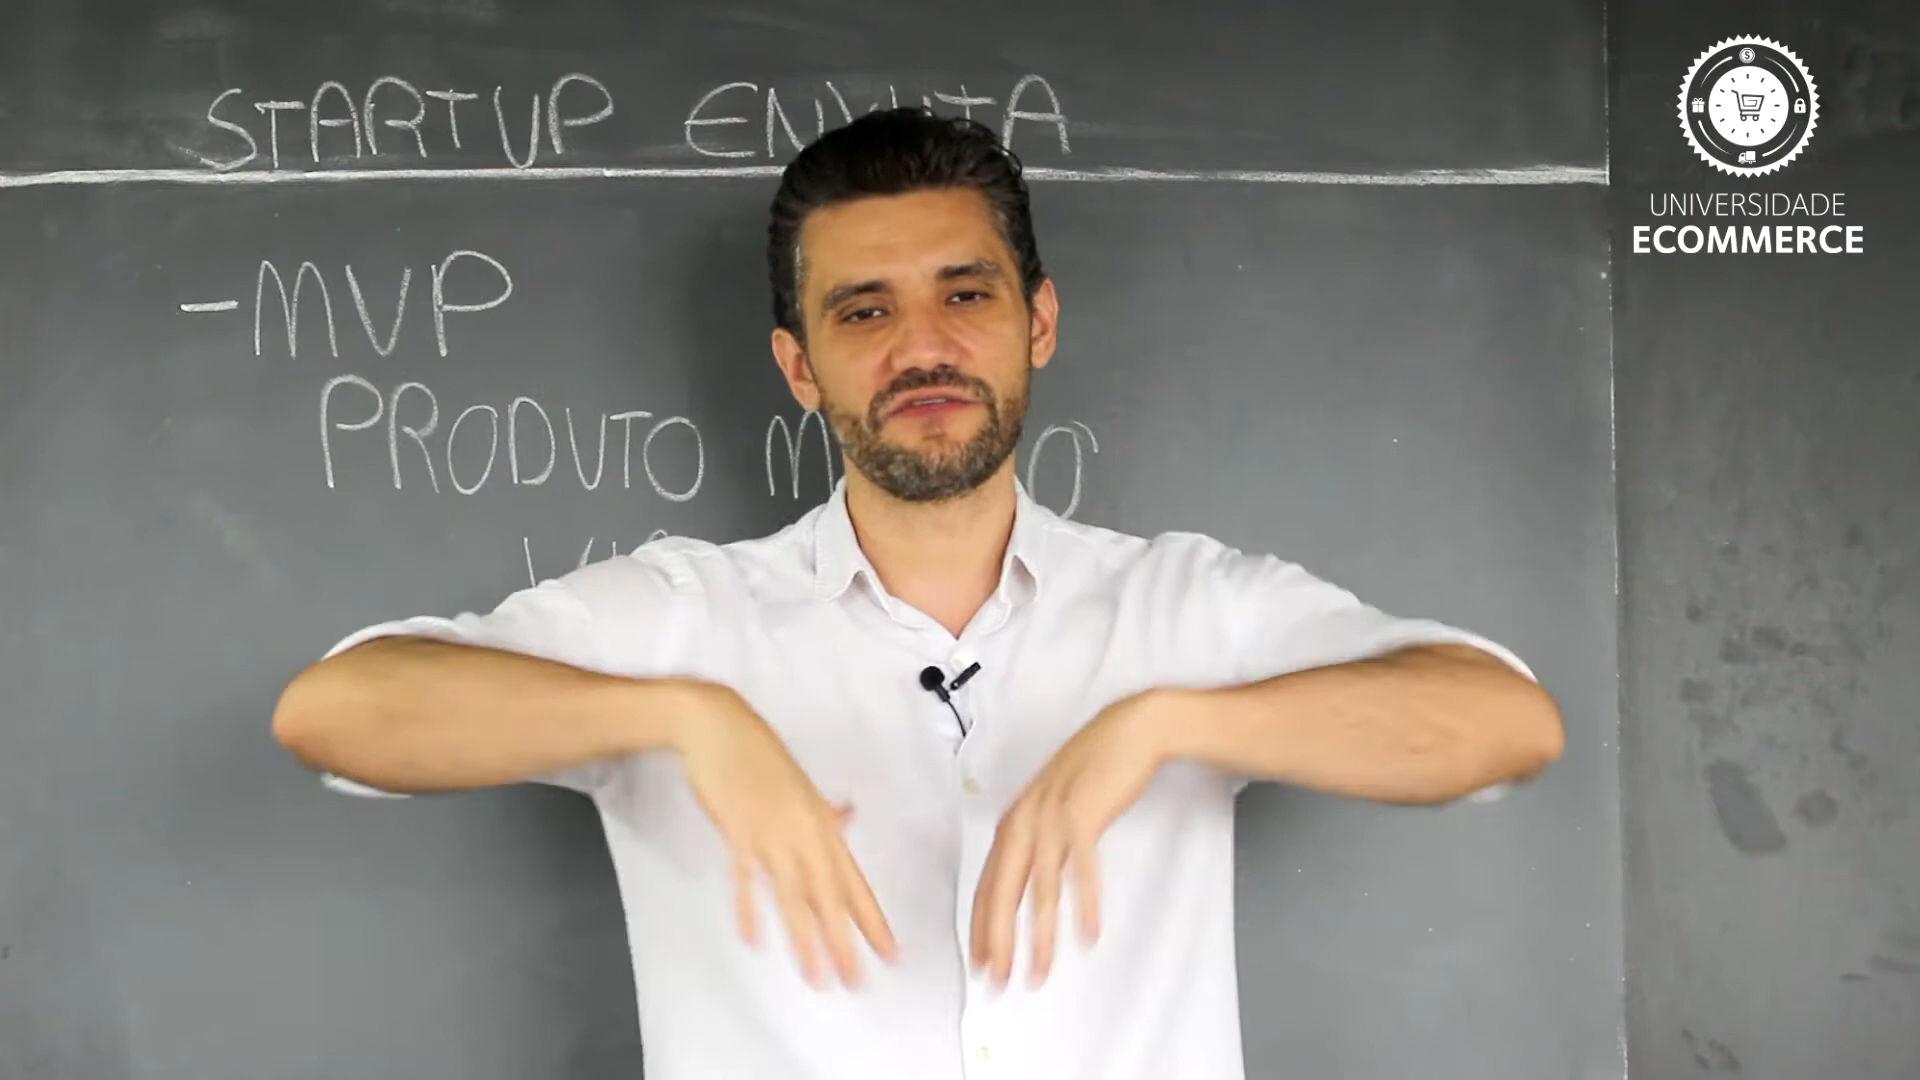 STARTUP ENXUTA
- MVP
PRODUTO
UNIVERSIDADE
ECOMMERCE